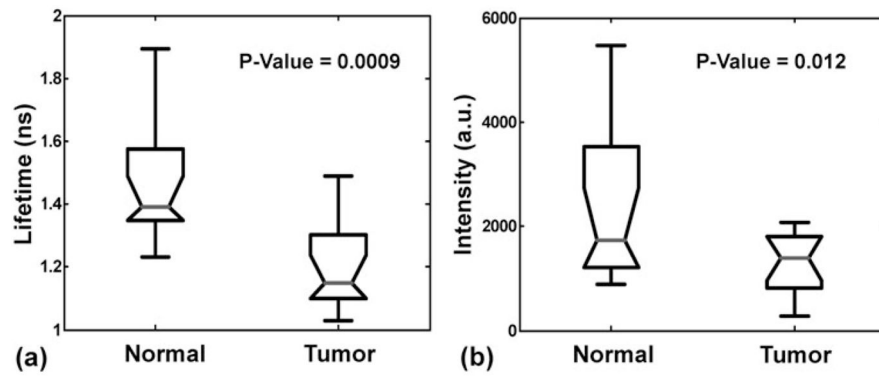 2
1.8
1.6
1.4
1.2
1
Lifetime (ns)
P-Value = 0.0009
(a)
Normal
Tumor
6000
4000
2000
0
Intensity (a.u.)
P-Value = 0.012
(b)
Normal
Tumor